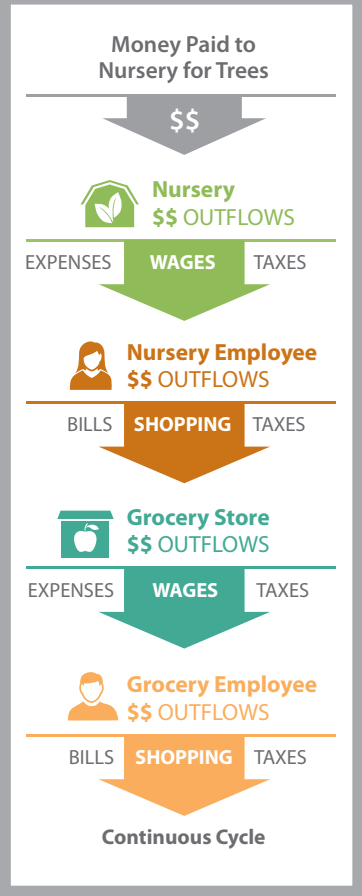 Money Paid to
Nursery for Trees
$$
Nursery
$$ OUTFLOWS
EXPENSES WAGES TAXES
Nursery Employee
$$ OUTFLOWS
BILLS SHOPPING TAXES
Grocery Store
$$ OUTFLOWS
EXPENSES WAGES TAXES
Grocery Employee
$$ OUTFLOWS
BILLS SHOPPING TAXES
Continuous Cycle